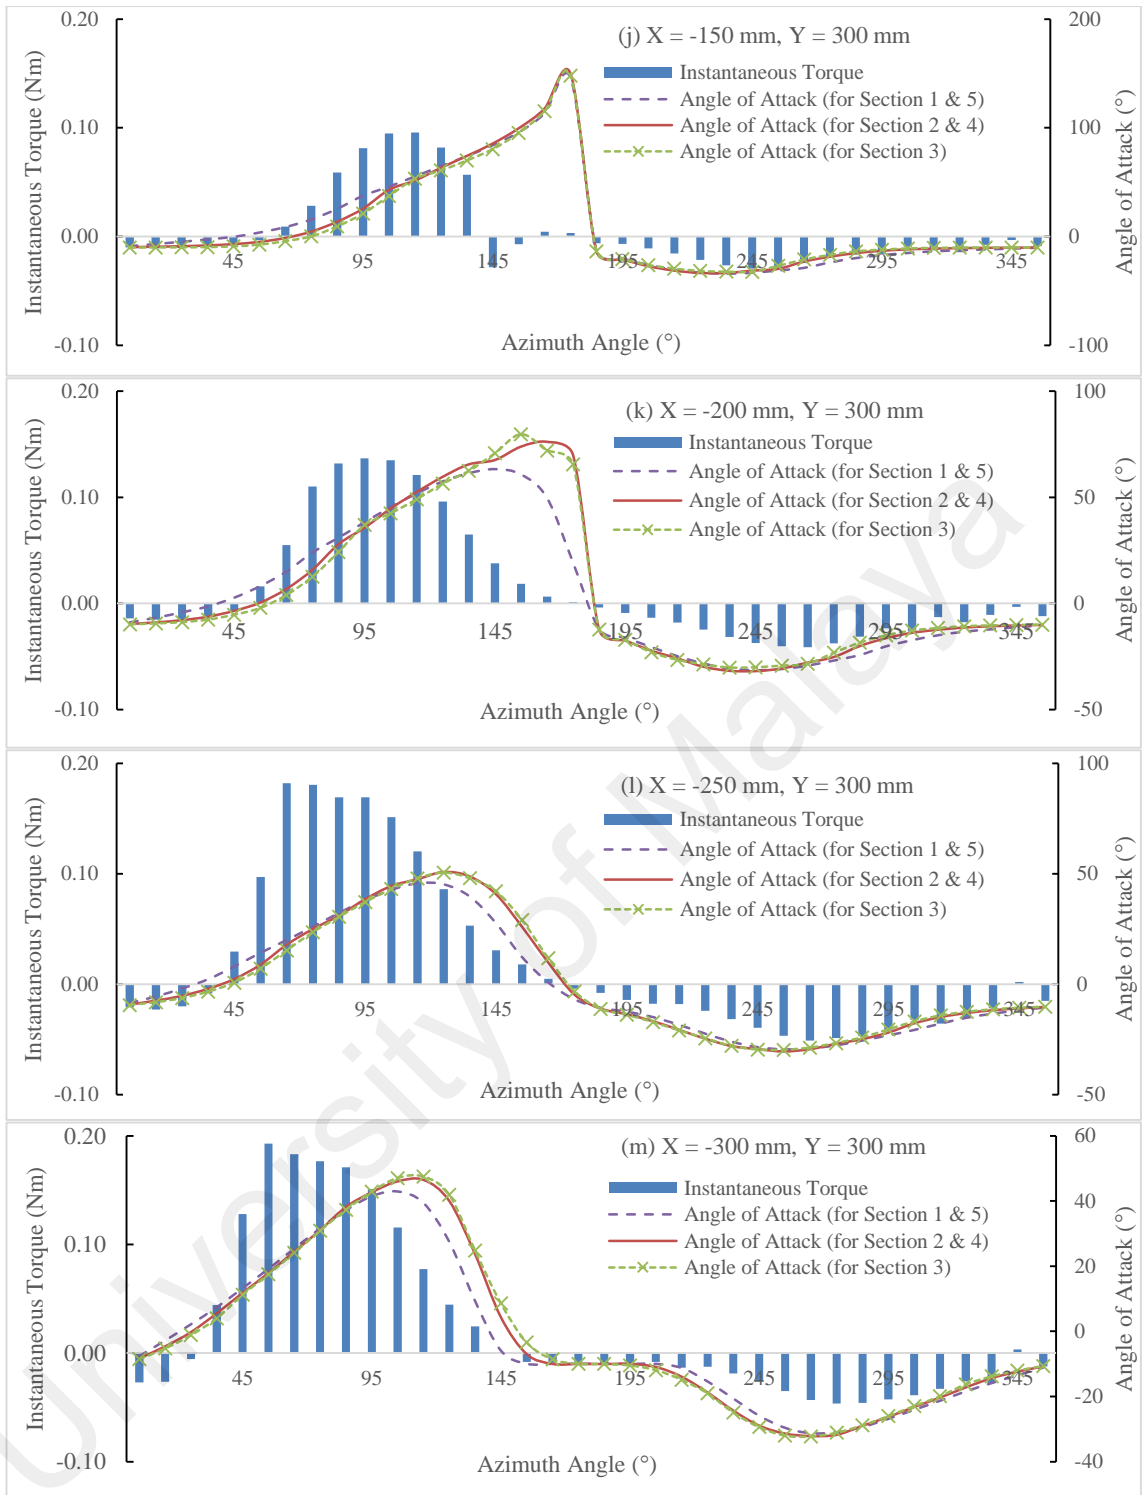 (j) X = -150 mm, Y = 300 mm
Instantaneous Torque
Angle of Attack (for Section 1 & 5)
Angle of Attack (for Section 2 & 4)
Angle of Attack (for Section 3)
Instantaneous Torque (Nm)
0.20
0.10
0.00
-0.10
45 95 145 195 245 295 345
Azimuth Angle (°)
200
100
0
-100
Angle of Attack (°)
(k) X = -200 mm, Y = 300 mm
Instantaneous Torque
Angle of Attack (for Section 1 & 5)
Angle of Attack (for Section 2 & 4)
Angle of Attack (for Section 3)
Instantaneous Torque (Nm)
0.20
0.10
0.00
-0.10
45 95 145 195 245 295 345
Azimuth Angle (°)
100
50
0
-50
Angle of Attack (°)
(l) X = -250 mm, Y = 300 mm
Instantaneous Torque
Angle of Attack (for Section 1 & 5)
Angle of Attack (for Section 2 & 4)
Angle of Attack (for Section 3)
Instantaneous Torque (Nm)
0.20
0.10
0.00
-0.10
45 95 145 195 245 295 345
Azimuth Angle (°)
100
50
0
-50
Angle of Attack (°)
(m) X = -300 mm, Y = 300 mm
Instantaneous Torque
Angle of Attack (for Section 1 & 5)
Angle of Attack (for Section 2 & 4)
Angle of Attack (for Section 3)
Instantaneous Torque (Nm)
0.20
0.10
0.00
-0.10
45 95 145 195 245 295 345
Azimuth Angle (°)
60
40
20
0
-20
-40
Angle of Attack (°)
University of Malaya